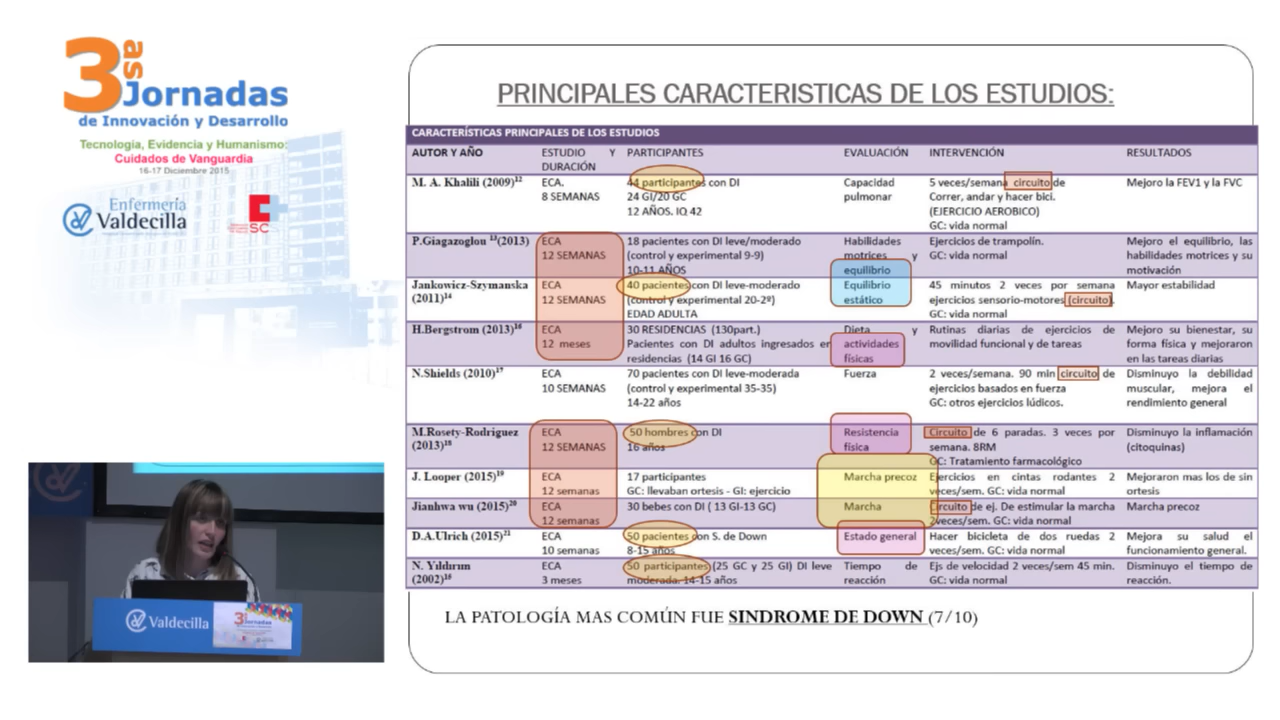 3as Jornadas
de Innovación y Desarrollo
Tecnología, Evidencia y Humanismo:
Cuidados de Vanguardia
16-17 Diciembre 2015
Enfermería
Valdecilla
SC
PRINCIPALES CARACTERISTICAS DE LOS ESTUDIOS:
CARACTERÍSTICAS PRINCIPALES DE LOS ESTUDIOS
AUTOR Y AÑO ESTUDIO Y DURACIÓN PARTICIPANTES EVALUACIÓN INTERVENCIÓN RESULTADOS
M. A. Khalili (2009)12
ECA.
8 SEMANAS
44 participantes con DI
24 GI/20 GC
12 AÑOS. IQ 42
Capacidad
pulmonar
5 veces/semana circuito de
Correr, andar y hacer bici.
(EJERCICIO AEROBICO)
GC: vida normal
Mejoro la FEV1 y la FVC
P.Giagazoglou 13(2013)
ECA
12 SEMANAS
18 pacientes con DI leve/moderado
(control y experimental 9-9)
10-11 AÑOS
Habilidades
motrices y
equilibrio
Ejercicios de trampolín.
GC: vida normal
Mejoro el equilibrio, las
habilidades motrices y su
motivación
Jankowicz-Szymanska
(2011)14
ECA
12 SEMANAS
40 pacientes con DI leve-moderado
(control y experimental 20-2ª)
EDAD ADULTA
Equilibrio
estático
45 minutos 2 veces por semana
ejercicios sensorio-motores (circuito).
GC: vida normal
Mayor estabilidad
H.Bergstrom (2013)16
ECA
12 meses
30 RESIDENCIAS (130part.)
Pacientes con DI adultos ingresados en
residencias (14 GI 16 GC)
Dieta y
actividades
físicas
Rutinas diarias de ejercicios de
movilidad funcional y de tareas
Mejoro su bienestar, su
forma física y mejoraron
en las tareas diarias
N.Shields (2010)17
ECA
10 SEMANAS
70 pacientes con DI leve-moderada
(control y experimental 35-35)
14-22 años
Fuerza
2 veces/semana. 90 min circuito de
ejercicios basados en fuerza
GC: otros ejercicios lúdicos.
Disminuyo la debilidad
muscular, mejora el
rendimiento general
M.Rosety-Rodriguez
(2013)18
ECA
12 SEMANAS
50 hombres con DI
16 años
Resistencia
física
Circuito de 6 paradas. 3 veces por
semana. 8RM
GC: Tratamiento farmacológico
Disminuyo la inflamación
(citoquinas)
J. Looper (2015)19
ECA
12 semanas
17 participantes
GC: llevaban ortesis - GI: ejercicio
Marcha precoz
Ejercicios en cintas rodantes 2
veces/sem. GC: vida normal
Mejoraron mas los de sin
ortesis
Jianhwa wu (2015)20
ECA
12 semanas
30 bebes con DI ( 13 GI-13 GC)
Marcha
Circuito de ej. De estimular la marcha
2veces/sem. GC: vida normal
Marcha precoz
D.A.Ulrich (2015)21
ECA
10 semanas
50 pacientes con S. de Down
8-15 años
Estado general
Hacer bicicleta de dos ruedas 2
veces/sem. GC: vida normal
Mejora su salud el
funcionamiento general.
N. Yıldırım
(2002)15
ECA
3 meses
50 participantes (25 GC y 25 GI) DI leve
moderada. 14-15 años
Tiempo de
reacción
Ejs de velocidad 2 veces/sem 45 min.
GC: vida normal
Disminuyo el tiempo de
reacción.
LA PATOLOGÍA MAS COMÚN FUE SINDROME DE DOWN (7/10)
Valdecilla
3as Jornadas